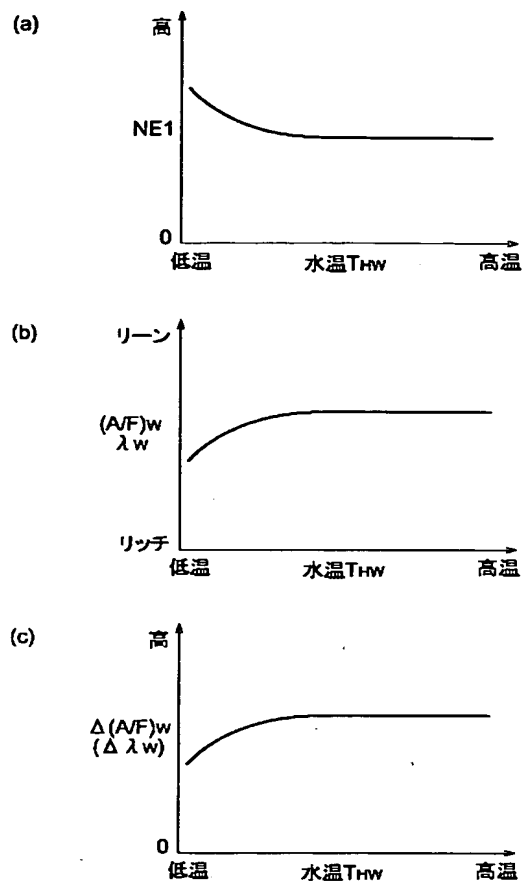 (a)
高
NE1
0
低温 水温THW 高温
(b)
リーン
(A/F)w
λw
リッチ
低温 水温THW 高温
(c)
高
Δ(A/F)w
(Δλw)
0
低温 水温THW 高温